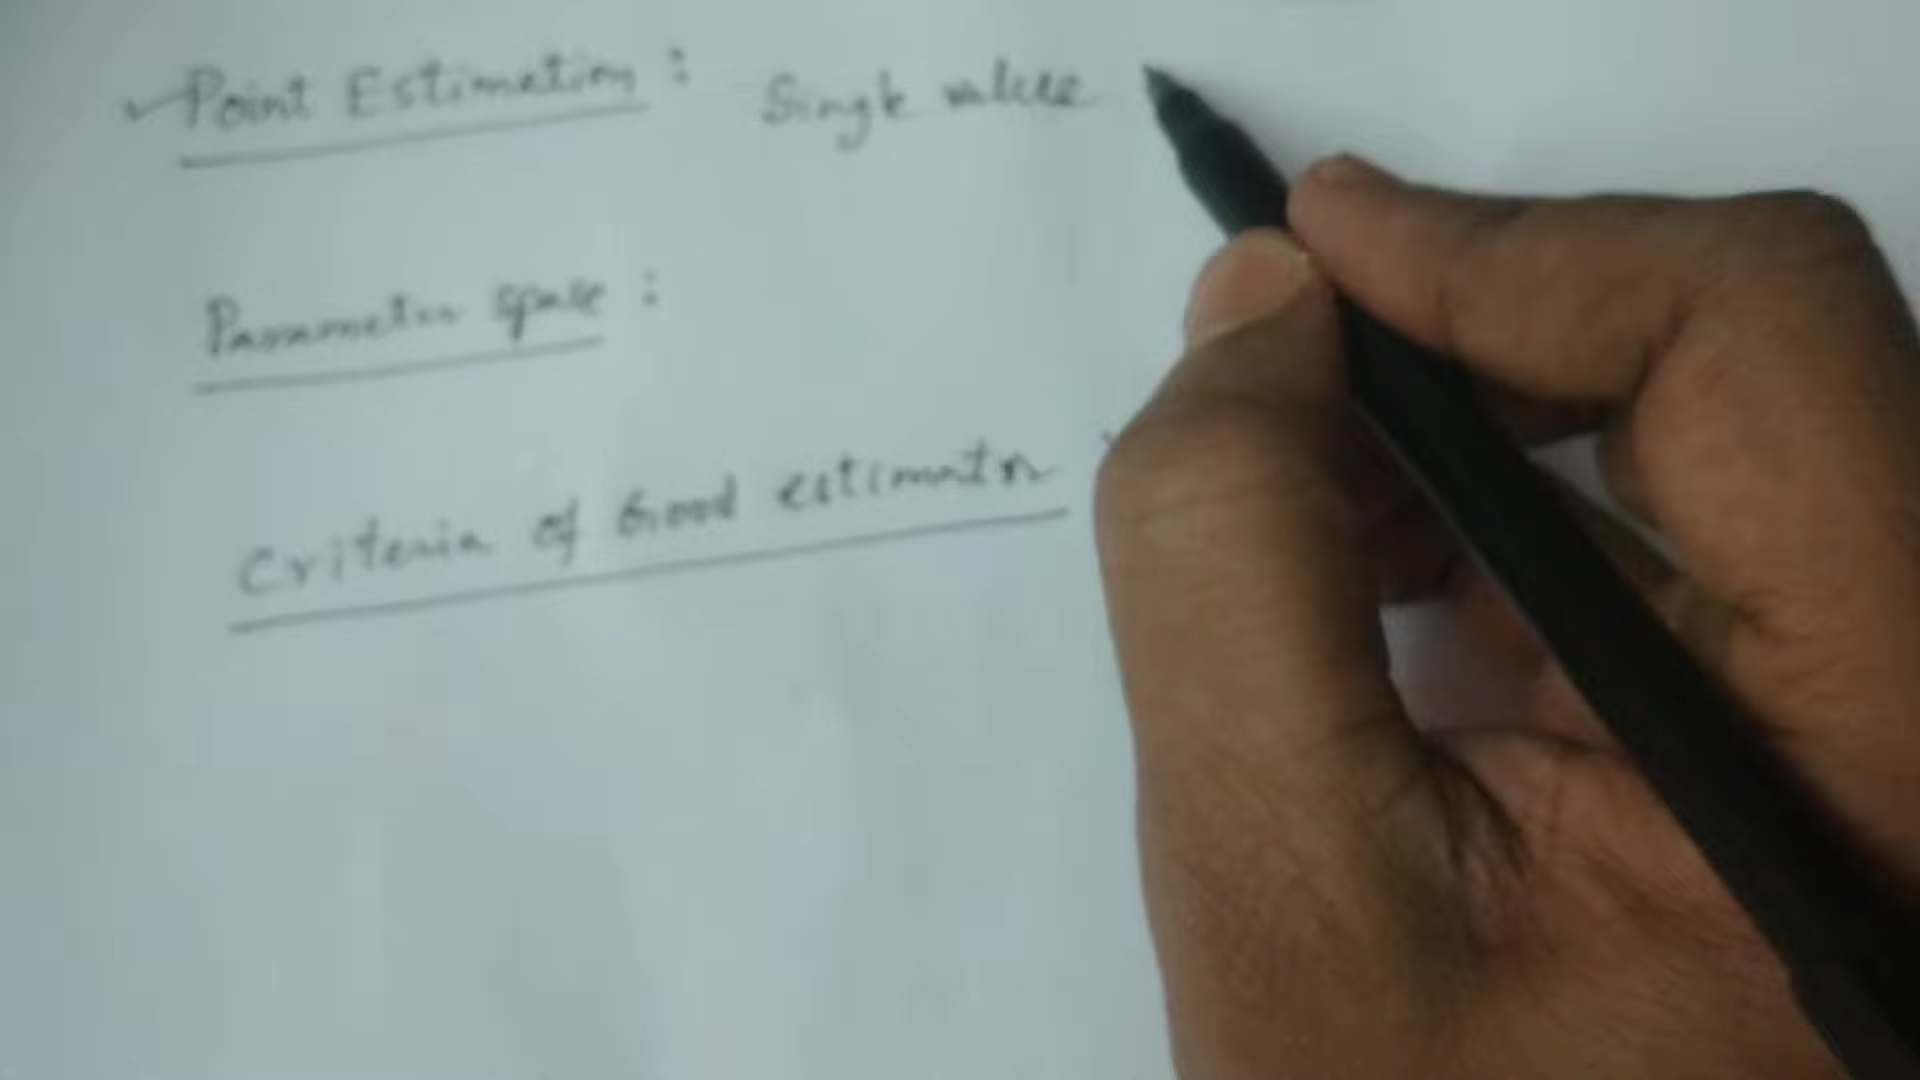 Point Estimation : Single value
Parameter space :
Criteria of Good estimator :